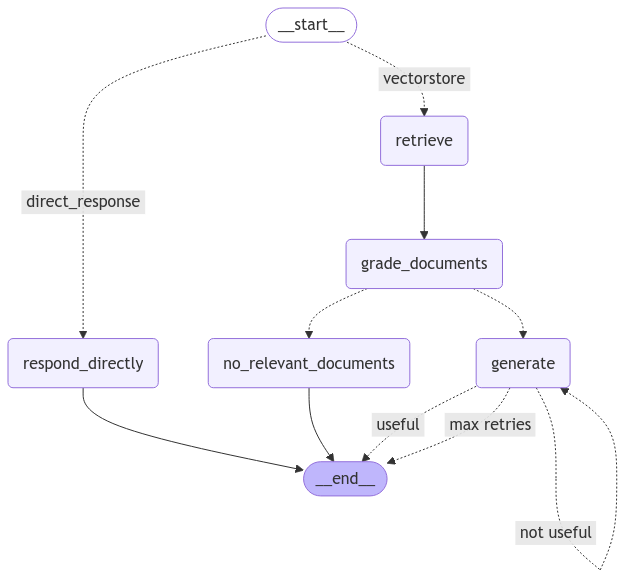 __start__
vectorstore
retrieve
direct_response
grade_documents
respond_directly
no_relevant_documents
generate
useful
max retries
__end__
not useful